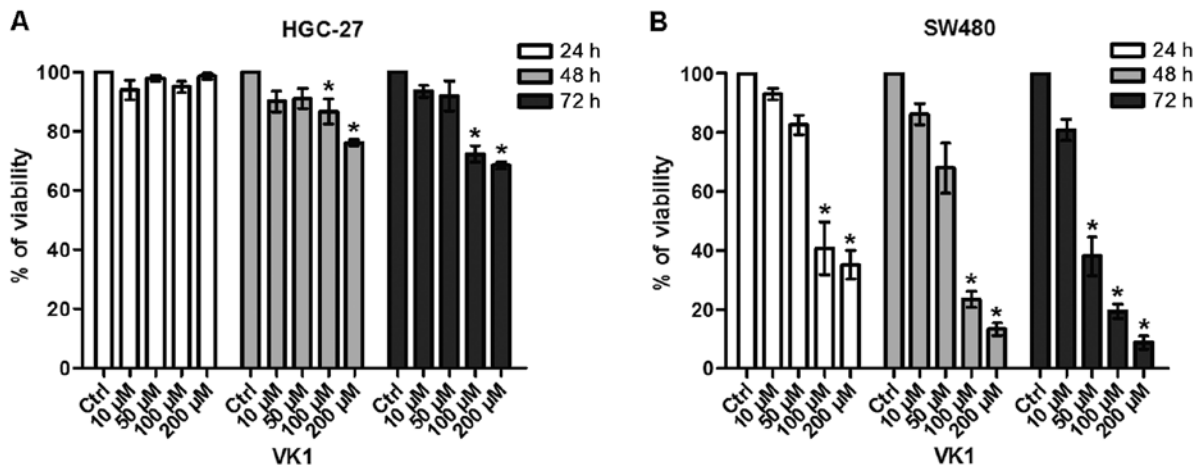 A
HGC-27
24 h
48 h
72 h
% of viability
100
80
60
40
20
0
Ctrl
10 µM
50 µM
100 µM
200 µM
Ctrl
10 µM
50 µM
100 µM
200 µM
Ctrl
10 µM
50 µM
100 µM
200 µM
* * * *
VK1
B
SW480
24 h
48 h
72 h
% of viability
100
80
60
40
20
0
Ctrl
10 µM
50 µM
100 µM
200 µM
Ctrl
10 µM
50 µM
100 µM
200 µM
Ctrl
10 µM
50 µM
100 µM
200 µM
* * * * * * *
VK1